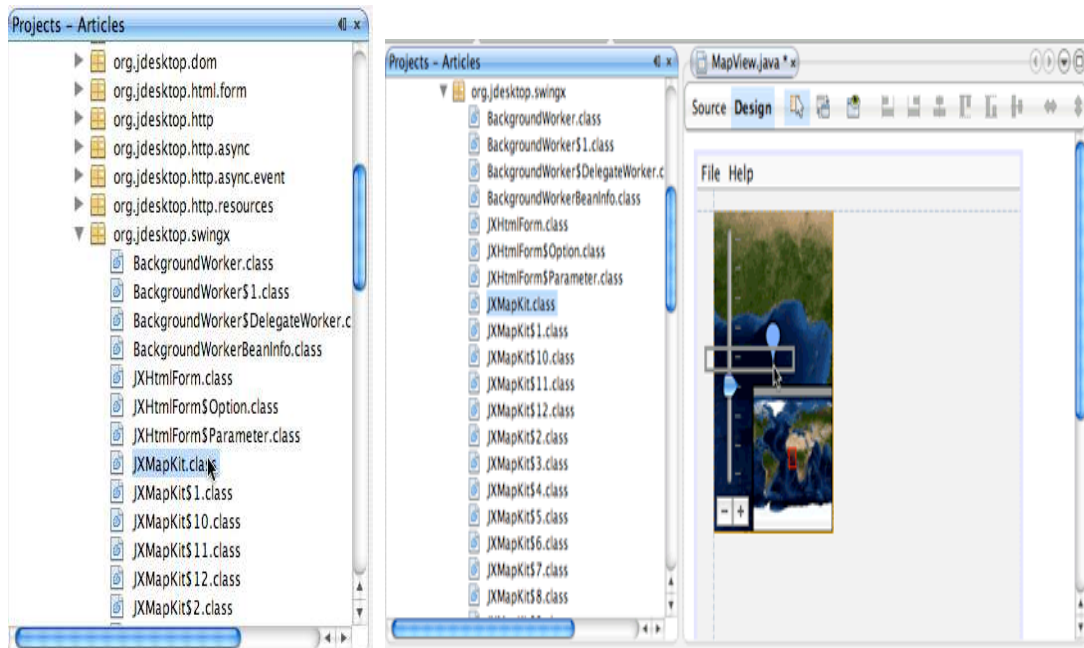 Projects – Articles
org.jdesktop.dom
org.jdesktop.html.form
org.jdesktop.http
org.jdesktop.http.async
org.jdesktop.http.async.event
org.jdesktop.http.resources
org.jdesktop.swingx
BackgroundWorker.class
BackgroundWorker$1.class
BackgroundWorker$DelegateWorker.c
BackgroundWorkerBeanInfo.class
JXHtmlForm.class
JXHtmlForm$Option.class
JXHtmlForm$Parameter.class
JXMapKit.class
JXMapKit$1.class
JXMapKit$10.class
JXMapKit$11.class
JXMapKit$12.class
JXMapKit$2.class
Projects – Articles
org.jdesktop.swingx
BackgroundWorker.class
BackgroundWorker$1.class
BackgroundWorker$DelegateWorker.c
BackgroundWorkerBeanInfo.class
JXHtmlForm.class
JXHtmlForm$Option.class
JXHtmlForm$Parameter.class
JXMapKit.class
JXMapKit$1.class
JXMapKit$10.class
JXMapKit$11.class
JXMapKit$12.class
JXMapKit$2.class
JXMapKit$3.class
JXMapKit$4.class
JXMapKit$5.class
JXMapKit$6.class
JXMapKit$7.class
JXMapKit$8.class
MapView.java *
Source Design
File Help